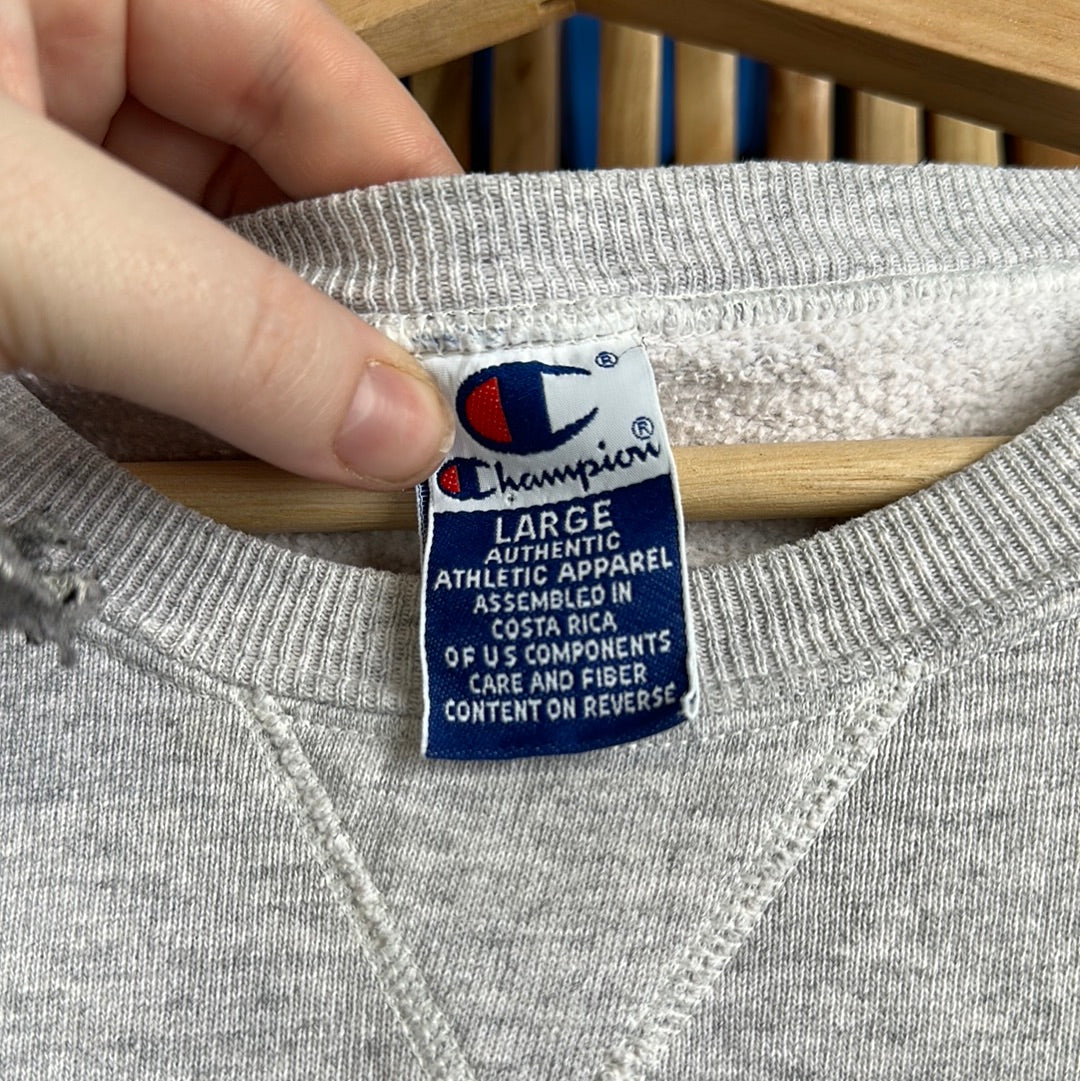 ®
Champion®
LARGE
AUTHENTIC
ATHLETIC APPAREL
ASSEMBLED IN
COSTA RICA
OF U S COMPONENTS
CARE AND FIBER
CONTENT ON REVERSE